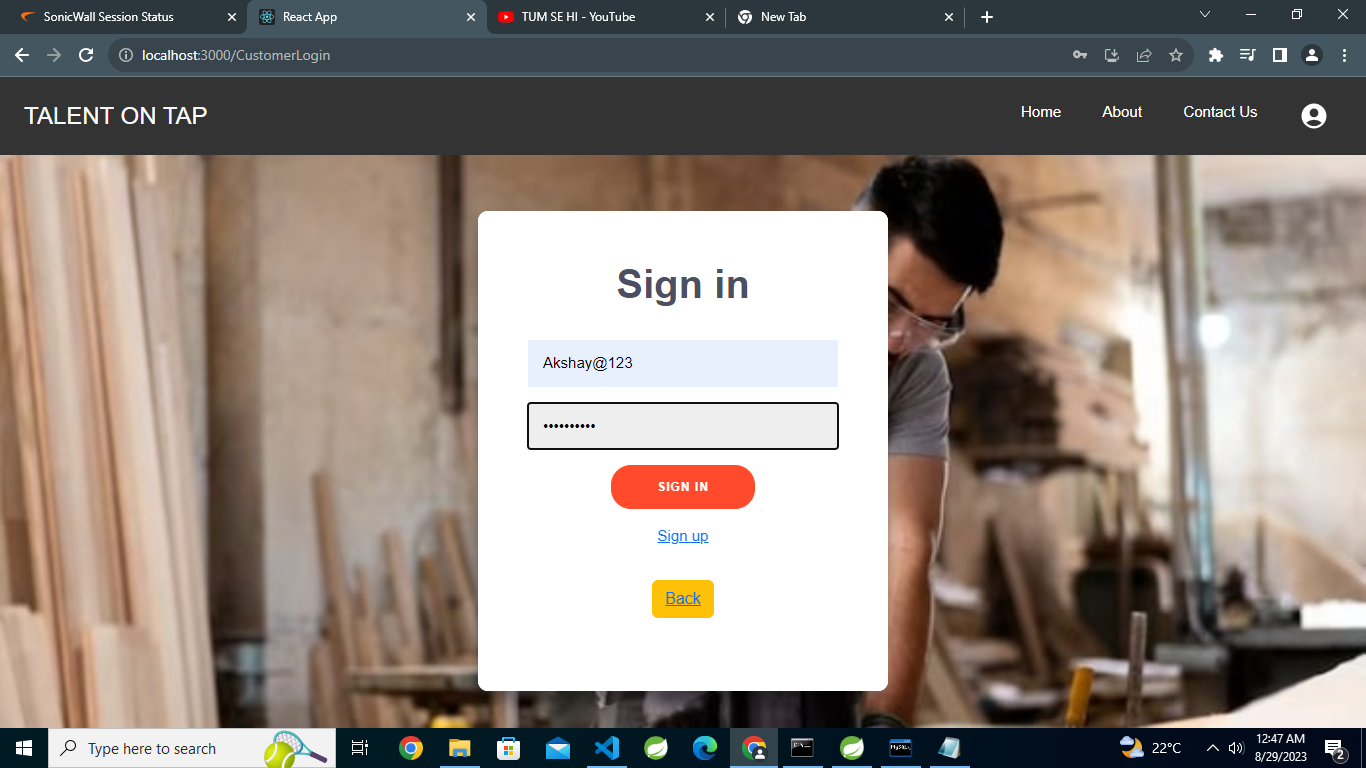 SonicWall Session Status
React App
TUM SE HI - YouTube
New Tab
localhost:3000/CustomerLogin
TALENT ON TAP
Home
About
Contact Us
Sign in
Akshay@123
••••••••••
SIGN IN
Sign up
Back
Type here to search
22°C
12:47 AM
8/29/2023
2